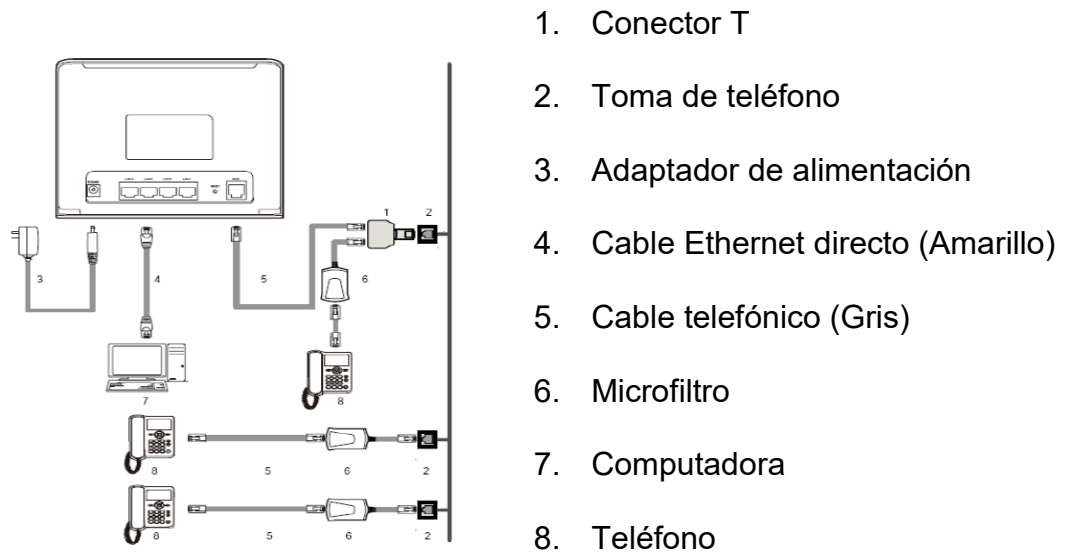 1. Conector T
2. Toma de teléfono
3. Adaptador de alimentación
4. Cable Ethernet directo (Amarillo)
5. Cable telefónico (Gris)
6. Microfiltro
7. Computadora
8. Teléfono
RESET
1
2
3
4
5
6
7
8
8
5
6
2
8
5
6
2